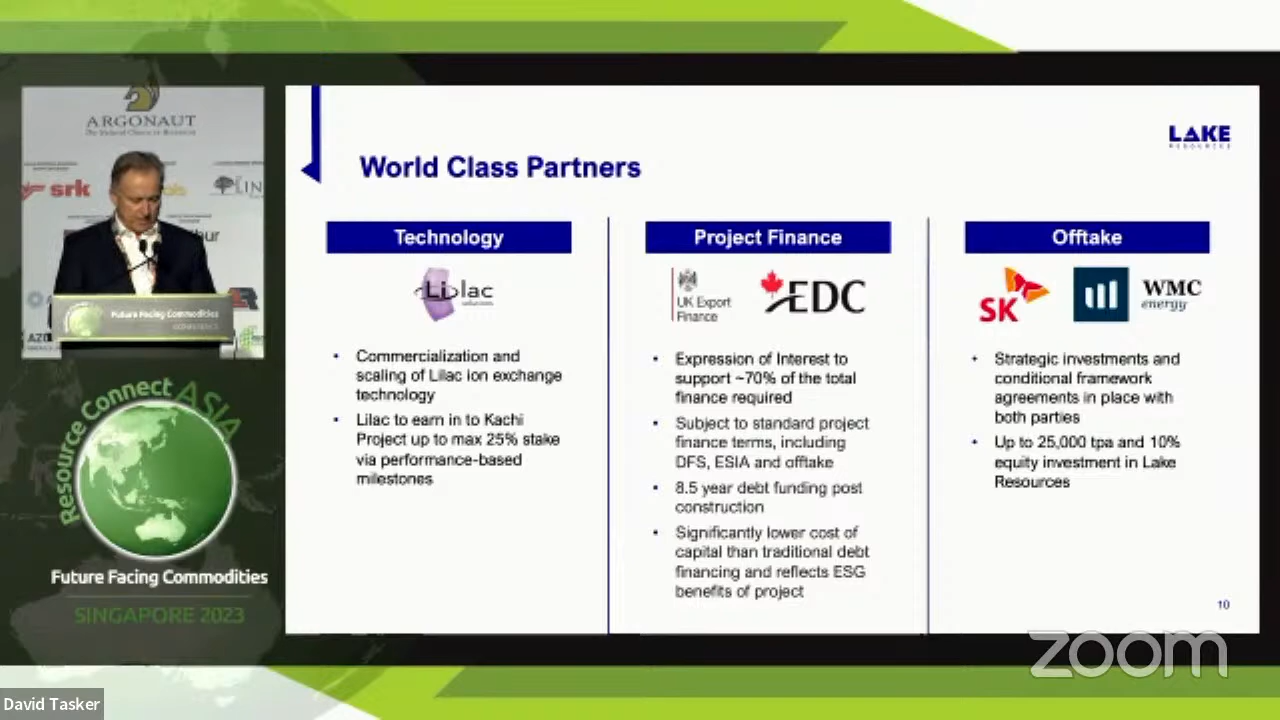 ARGONAUT
srk
Future Facing Commodities
CONFERENCE
Resource Connect ASIA
Future Facing Commodities
SINGAPORE 2023
David Tasker
LAKE
RESOURCES
World Class Partners
Technology
Lilac
solutions
• Commercialization and
scaling of Lilac ion exchange
technology
• Lilac to earn in to Kachi
Project up to max 25% stake
via performance-based
milestones
Project Finance
UK Export
Finance
EDC
• Expression of Interest to
support ~70% of the total
finance required
• Subject to standard project
finance terms, including
DFS, ESIA and offtake
• 8.5 year debt funding post
construction
• Significantly lower cost of
capital than traditional debt
financing and reflects ESG
benefits of project
Offtake
SK
WMC
energy
• Strategic investments and
conditional framework
agreements in place with
both parties
• Up to 25,000 tpa and 10%
equity investment in Lake
Resources
10
zoom